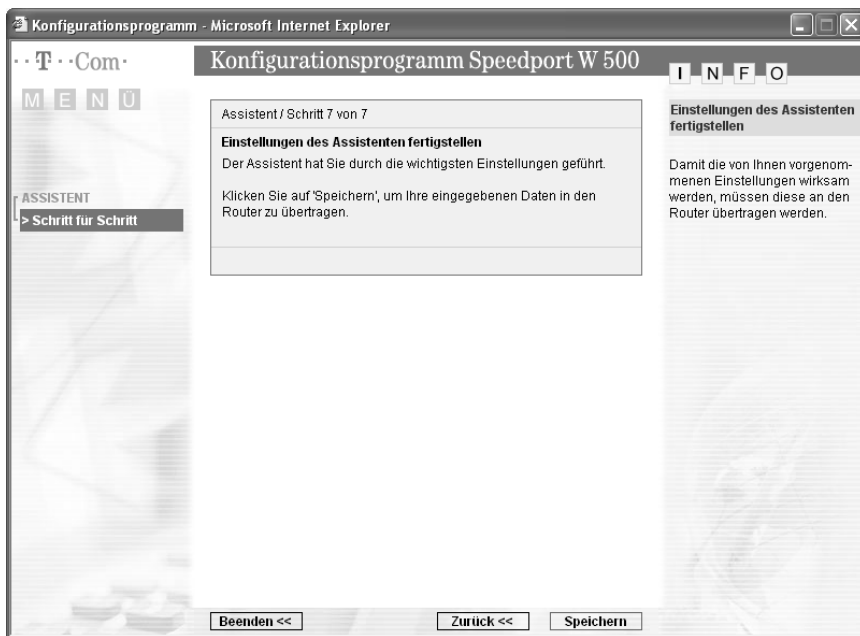 Konfigurationsprogramm - Microsoft Internet Explorer
· · T · · Com ·
Konfigurationsprogramm Speedport W 500
I N F O
M E N Ü
ASSISTENT
> Schritt für Schritt
Assistent / Schritt 7 von 7
Einstellungen des Assistenten fertigstellen
Der Assistent hat Sie durch die wichtigsten Einstellungen geführt.
Klicken Sie auf 'Speichern', um Ihre eingegebenen Daten in den
Router zu übertragen.
Einstellungen des Assistenten
fertigstellen
Damit die von Ihnen vorgenom-
menen Einstellungen wirksam
werden, müssen diese an den
Router übertragen werden.
Beenden <<
Zurück <<
Speichern